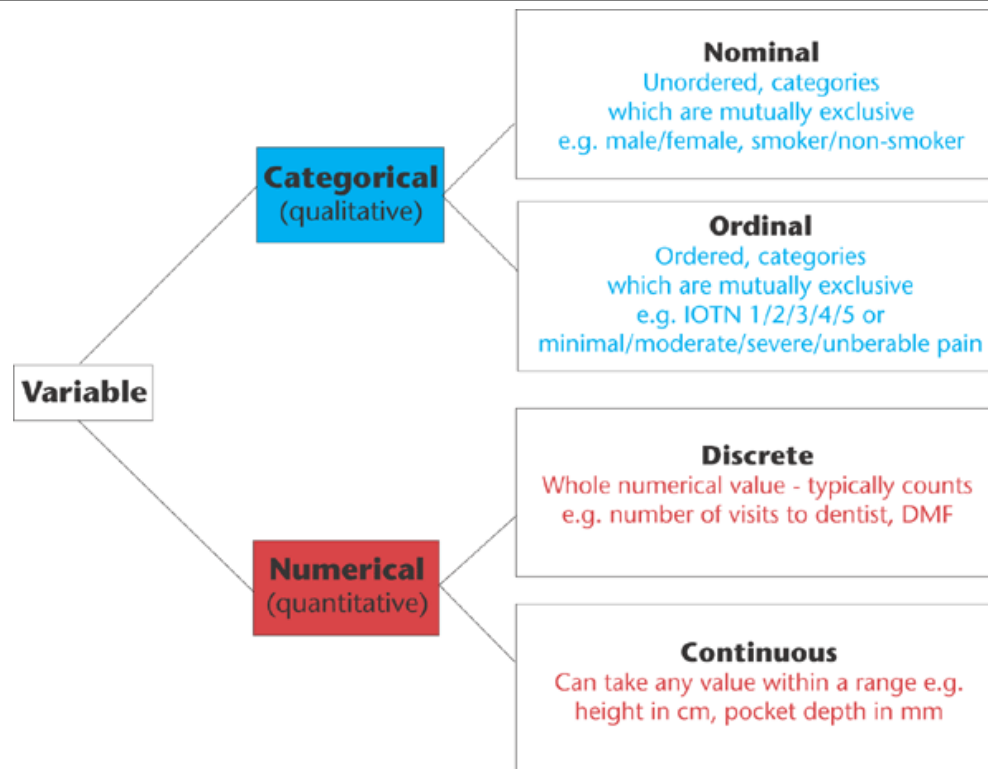 Variable
Categorical
(qualitative)
Nominal
Unordered, categories
which are mutually exclusive
e.g. male/female, smoker/non-smoker
Ordinal
Ordered, categories
which are mutually exclusive
e.g. IOTN 1/2/3/4/5 or
minimal/moderate/severe/unberable pain
Numerical
(quantitative)
Discrete
Whole numerical value - typically counts
e.g. number of visits to dentist, DMF
Continuous
Can take any value within a range e.g.
height in cm, pocket depth in mm